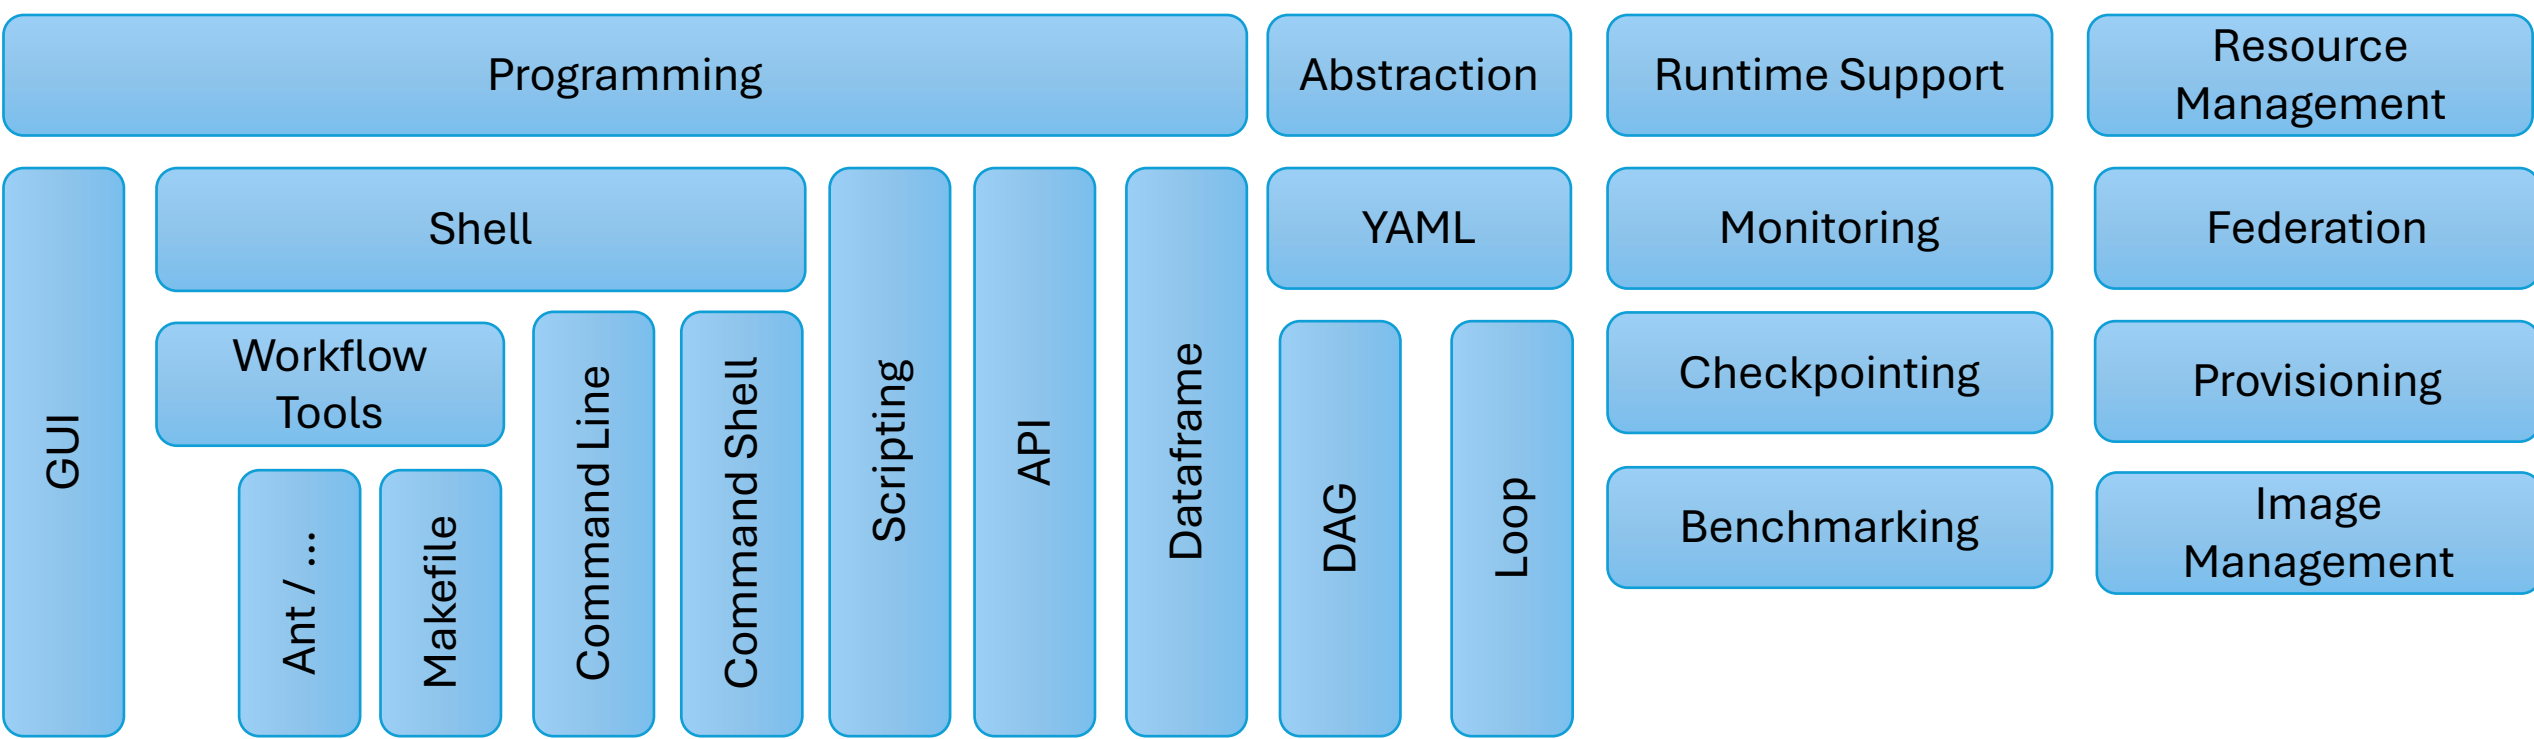 Programming
Abstraction
Runtime Support
Resource
Management
GUI
Shell
Scripting
API
Dataframe
YAML
Monitoring
Federation
Workflow
Tools
Command Line
Command Shell
DAG
Loop
Checkpointing
Provisioning
Ant / ...
Makefile
Benchmarking
Image
Management